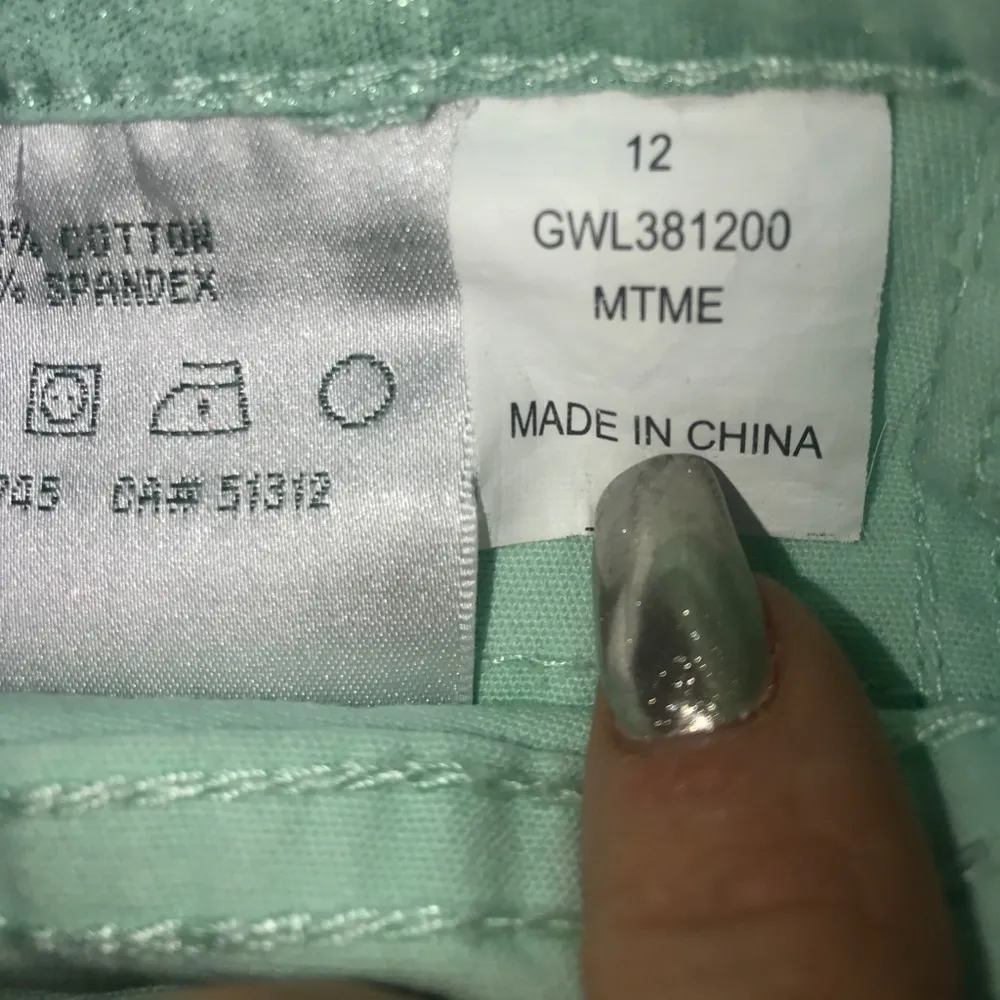 % COTTON
% SPANDEX
CA# 51312
12
GWL381200
MTME
MADE IN CHINA